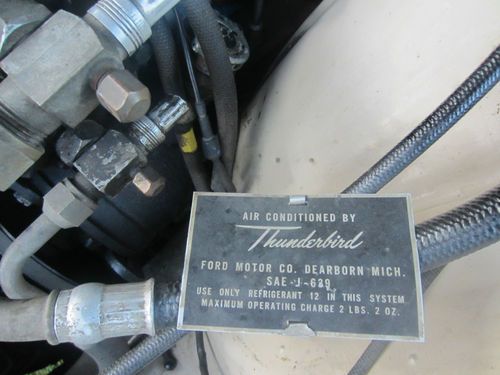 AIR CONDITIONED BY
Thunderbird
FORD MOTOR CO. DEARBORN MICH.
SAE-J-639
USE ONLY REFRIGERANT 12 IN THIS SYSTEM
MAXIMUM OPERATING CHARGE 2 LBS. 2 OZ.